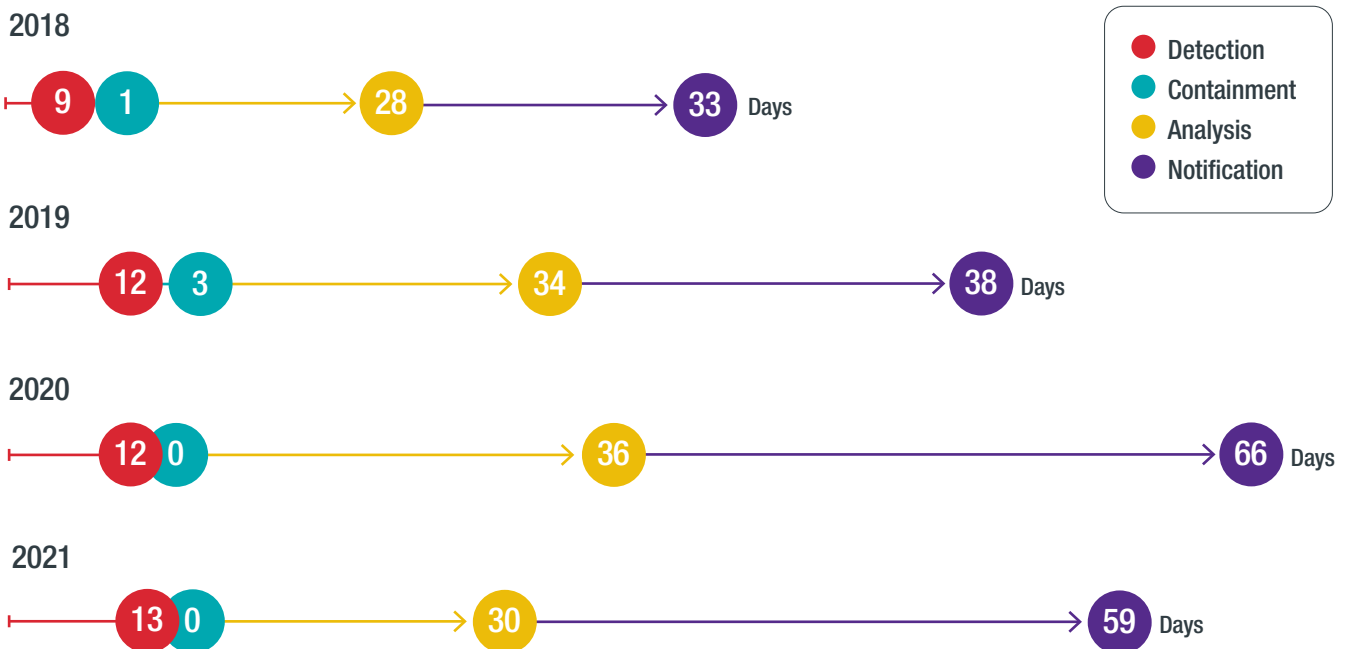 2018
9 1 28 33 Days
Detection
Containment
Analysis
Notification
2019
12 3 34 38 Days
2020
12 0 36 66 Days
2021
13 0 30 59 Days